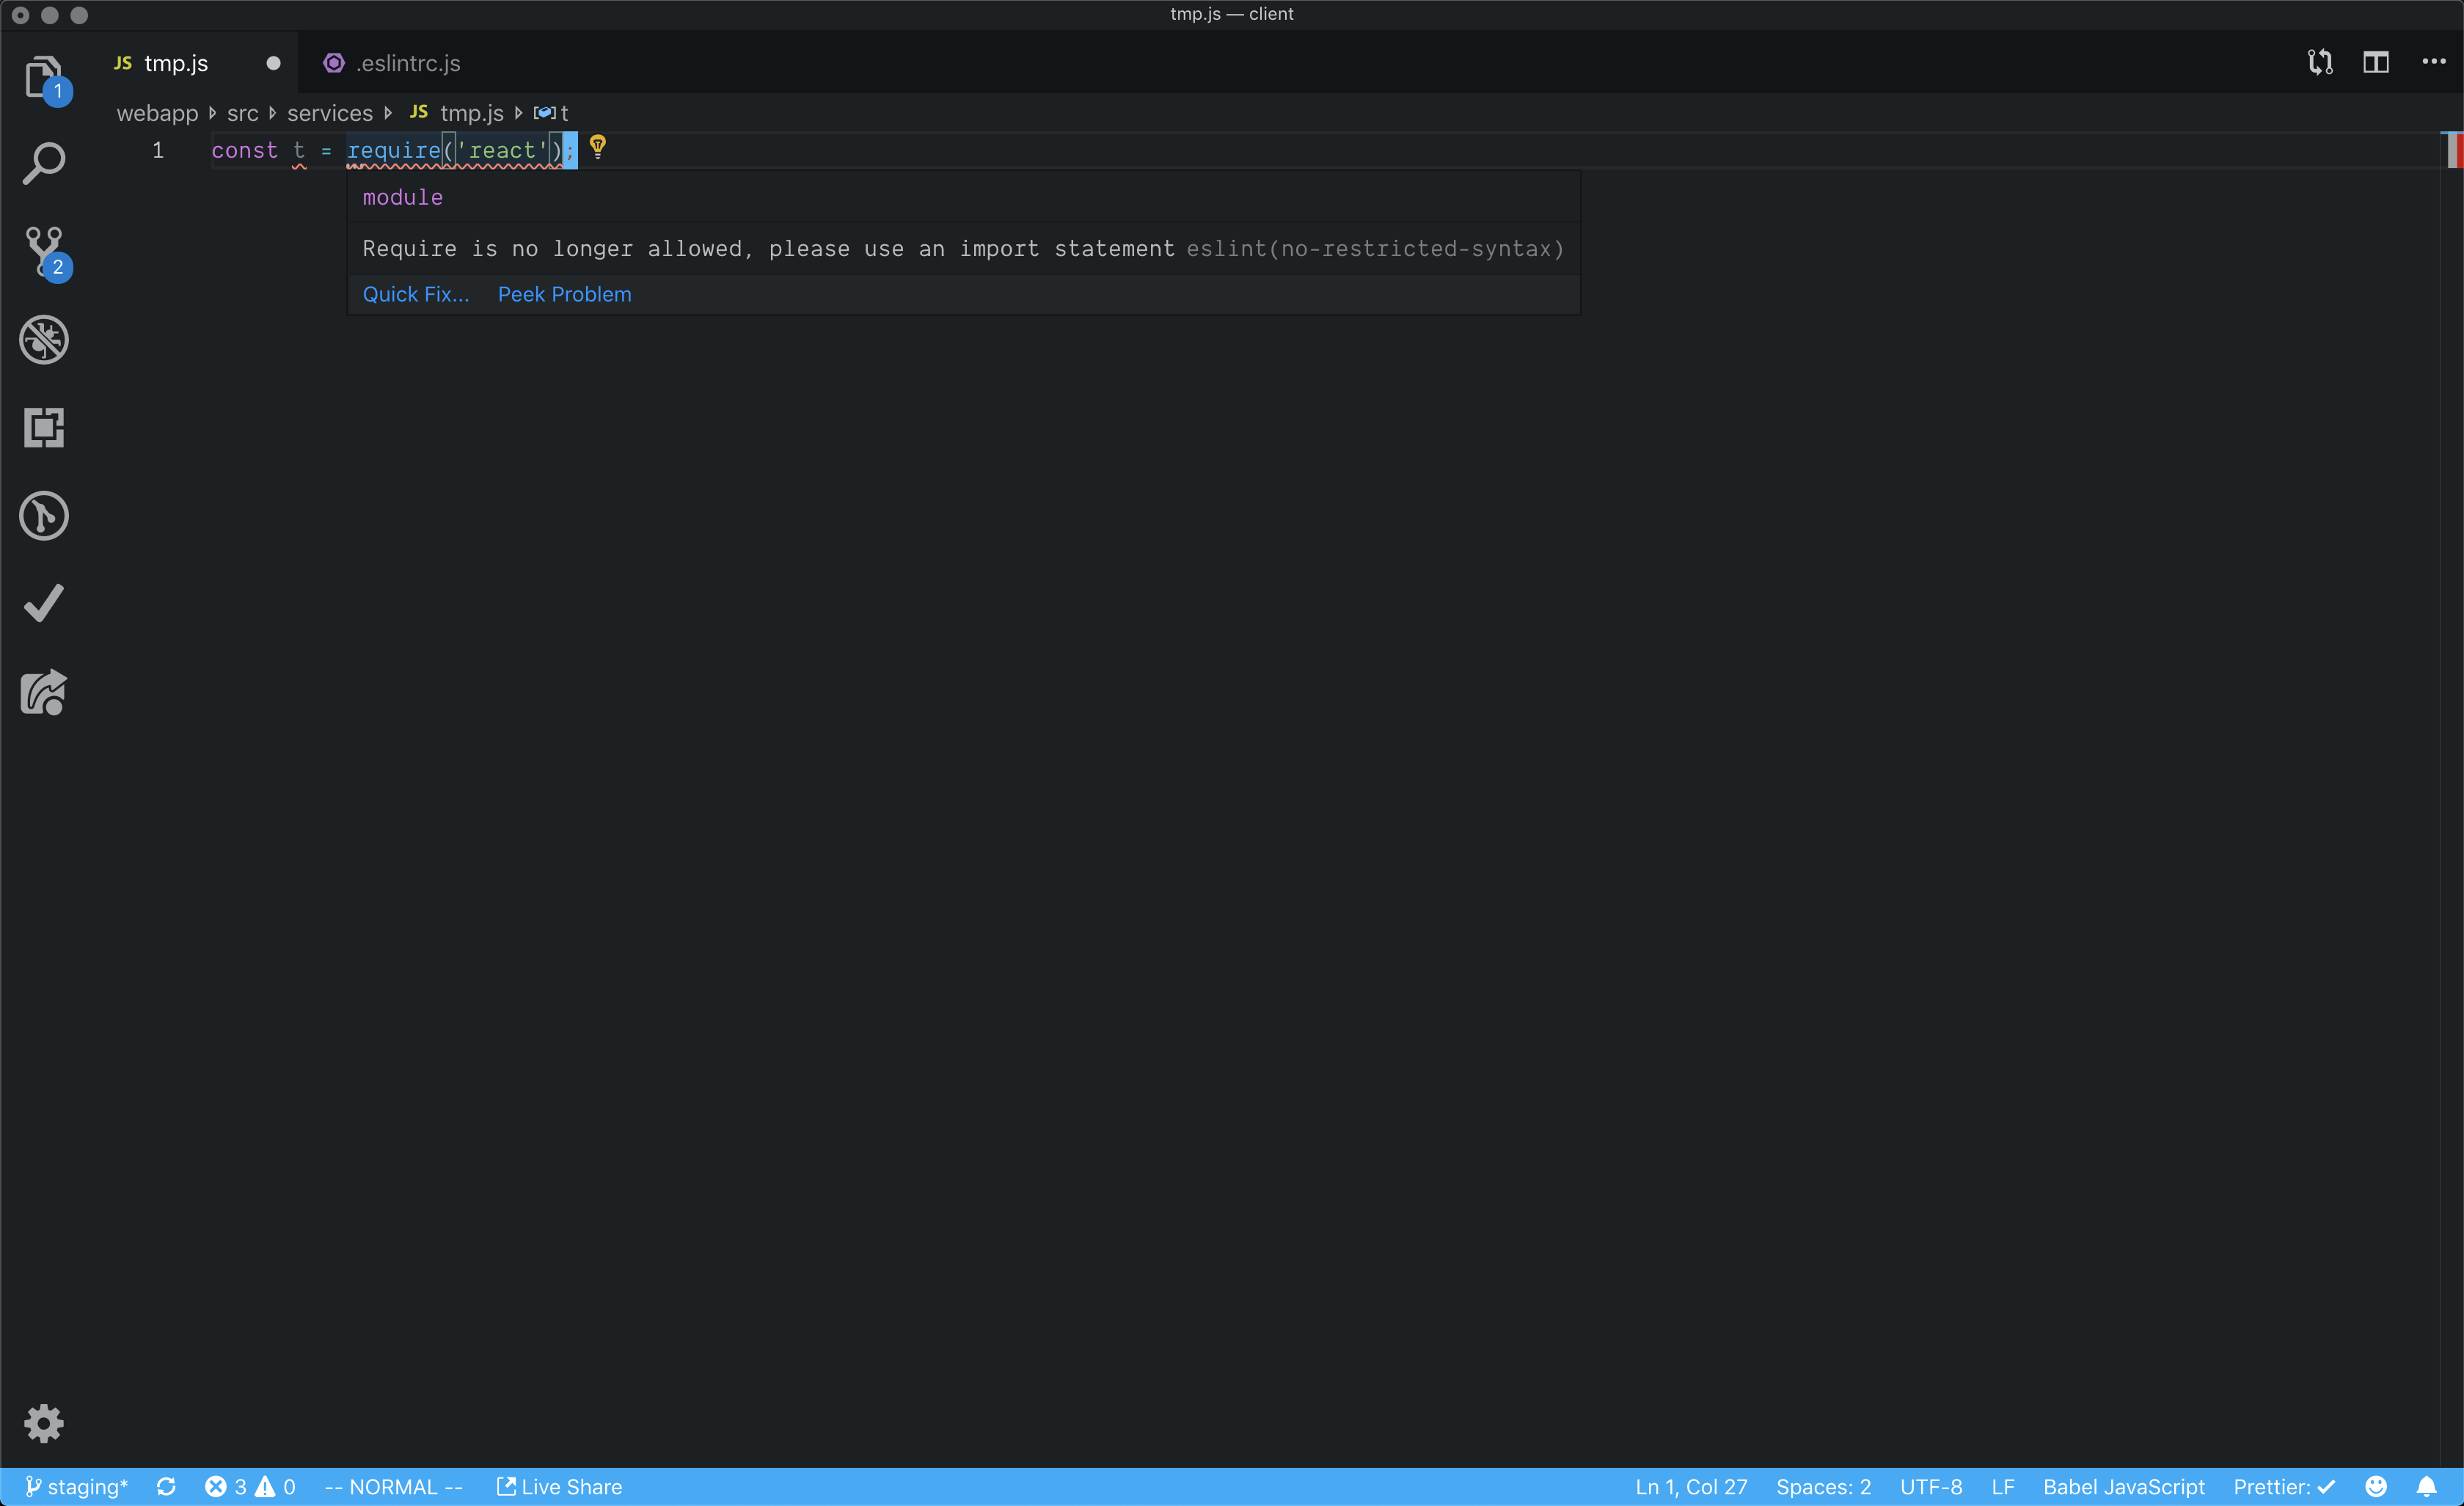 tmp.js — client
JS tmp.js .eslintrc.js
1
webapp src services JS tmp.js t
1 const t = require('react');
module
Require is no longer allowed, please use an import statement eslint(no-restricted-syntax)
Quick Fix... Peek Problem
2
staging* 3 0 -- NORMAL -- Live Share Ln 1, Col 27 Spaces: 2 UTF-8 LF Babel JavaScript Prettier: